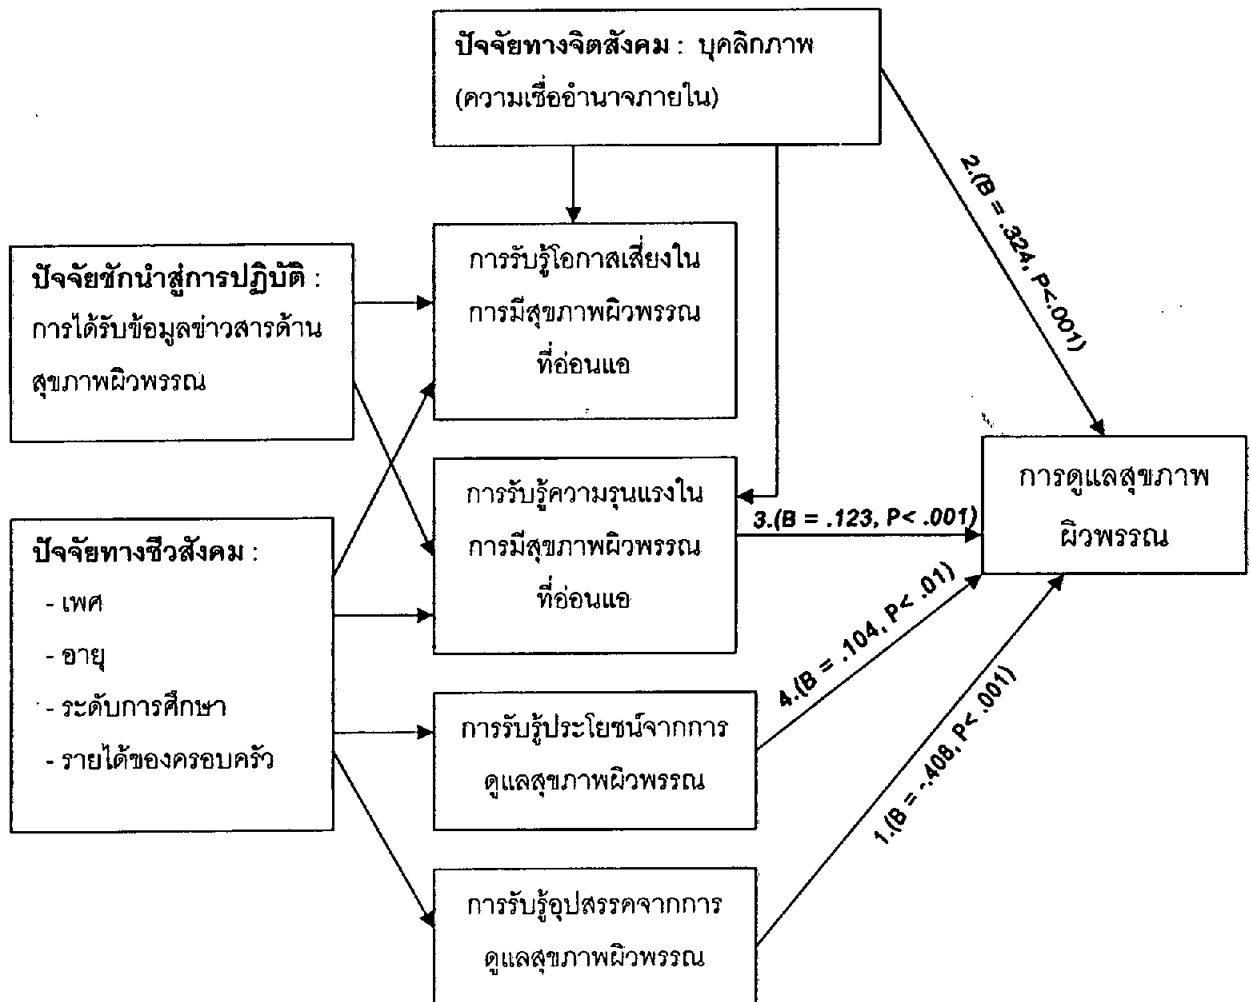 ปัจจัยทางจิตสังคม : บุคลิกภาพ
(ความเชื่ออำนาจภายใน)
2.(B = .324, P<.001)
ปัจจัยชักนำสู่การปฏิบัติ :
การได้รับข้อมูลข่าวสารด้าน
สุขภาพผิวพรรณ
การรับรู้โอกาสเสี่ยงใน
การมีสุขภาพผิวพรรณ
ที่อ่อนแอ
การดูแลสุขภาพ
ผิวพรรณ
การรับรู้ความรุนแรงใน
การมีสุขภาพผิวพรรณ
ที่อ่อนแอ
3.(B = .123, P< .001)
ปัจจัยทางชีวสังคม :
- เพศ
- อายุ
- ระดับการศึกษา
- รายได้ของครอบครัว
4.(B = .104, P< .01)
การรับรู้ประโยชน์จากการ
ดูแลสุขภาพผิวพรรณ
1.(B = -.408, P< .001)
การรับรู้อุปสรรคจากการ
ดูแลสุขภาพผิวพรรณ